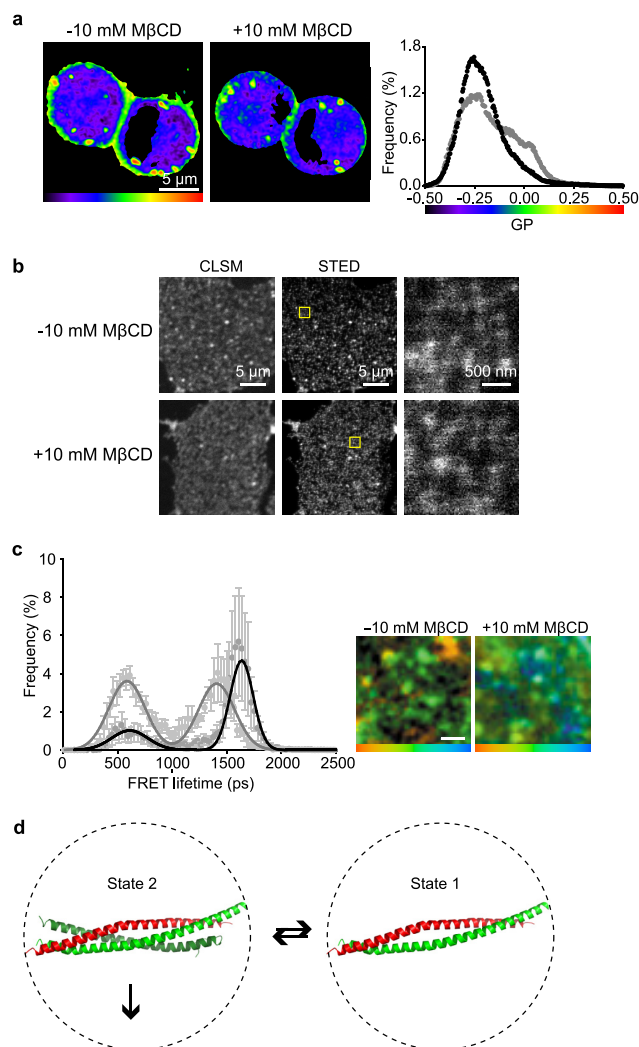 a
-10 mM MβCD
+10 mM MβCD
5 µm
Frequency (%)
1.8
1.2
0.6
0.0
-0.50
-0.25
0.00
0.25
0.50
GP
b
CLSM
STED
-10 mM MβCD
5 µm
5 µm
500 nm
+10 mM MβCD
c
Frequency (%)
10
8
6
4
2
0
0
500
1000
1500
2000
2500
FRET lifetime (ps)
–10 mM MβCD
+10 mM MβCD
d
State 2
State 1